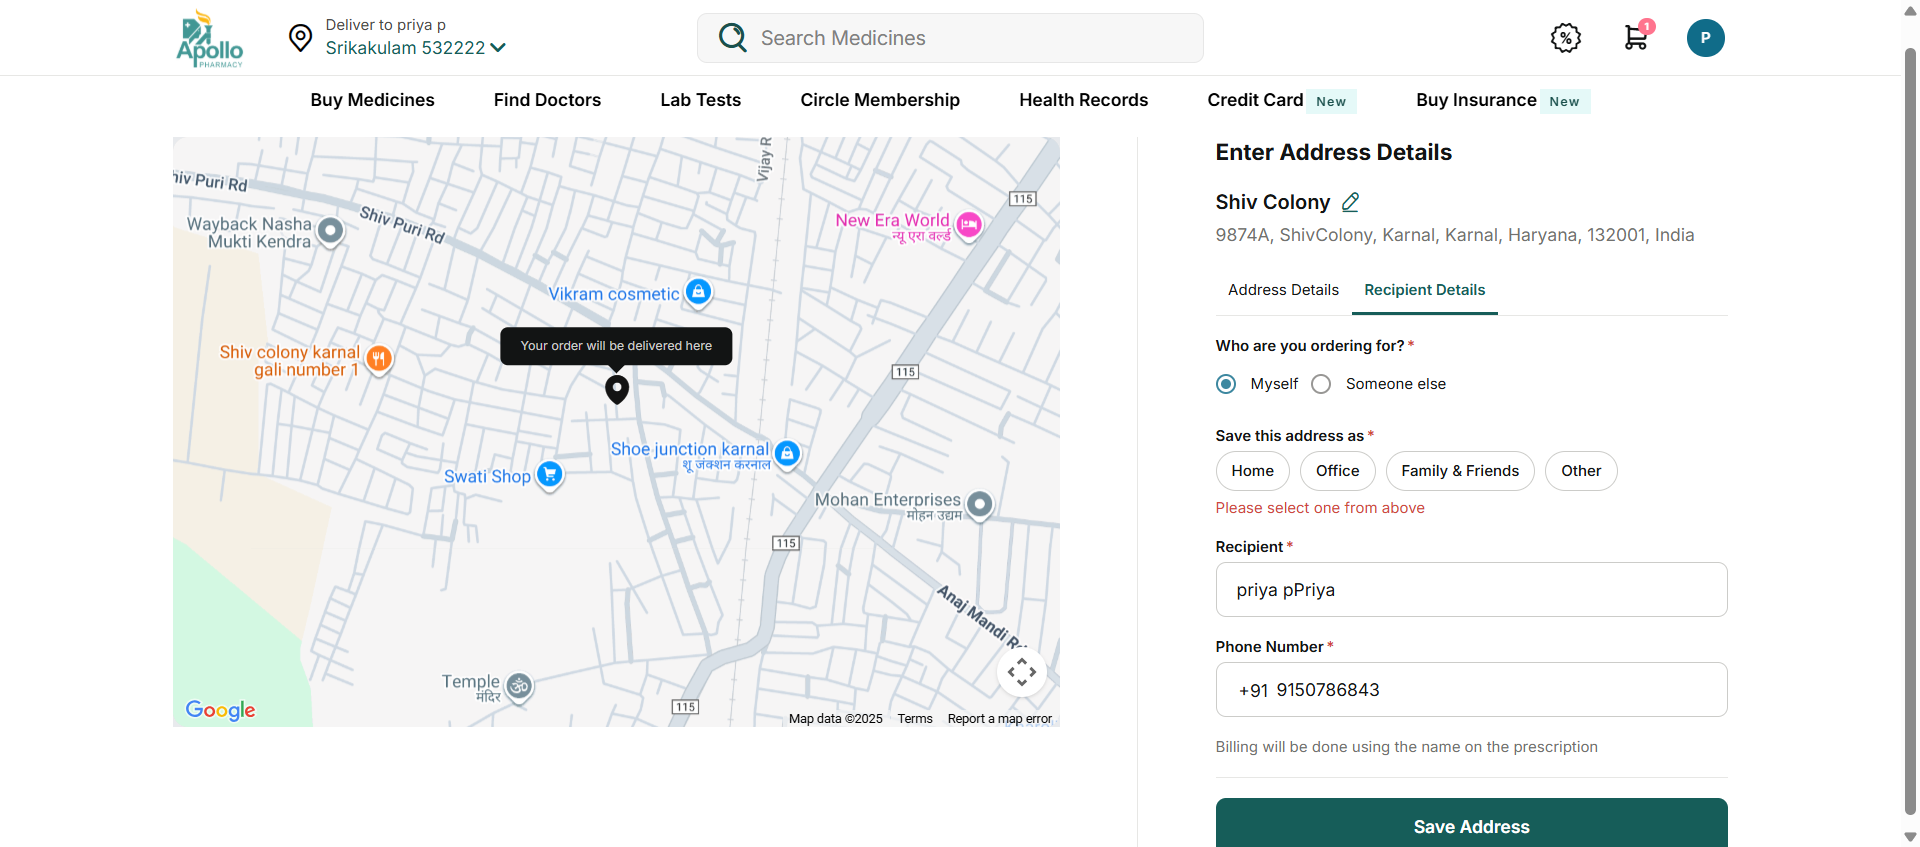 Apollo
PHARMACY
Deliver to priya p
Srikakulam 532222
Search Medicines
%
1
P
Buy Medicines
Find Doctors
Lab Tests
Circle Membership
Health Records
Credit Card New
Buy Insurance New
hiv Puri Rd
Shiv Puri Rd
Vijay R
Wayback Nasha
Mukti Kendra
115
New Era World
न्यू एरा वर्ल्ड
Vikram cosmetic
Your order will be delivered here
Shiv colony karnal
gali number 1
115
Shoe junction karnal
शू जंक्शन करनाल
Swati Shop
Mohan Enterprises
मोहन उद्यम
115
Anaj Mandi Rd
Temple
मंदिर
115
Google
Map data ©2025
Terms
Report a map error
Enter Address Details
Shiv Colony
9874A, ShivColony, Karnal, Karnal, Haryana, 132001, India
Address Details
Recipient Details
Who are you ordering for?*
Myself
Someone else
Save this address as *
Home
Office
Family & Friends
Other
Please select one from above
Recipient *
priya pPriya
Phone Number *
+91 9150786843
Billing will be done using the name on the prescription
Save Address